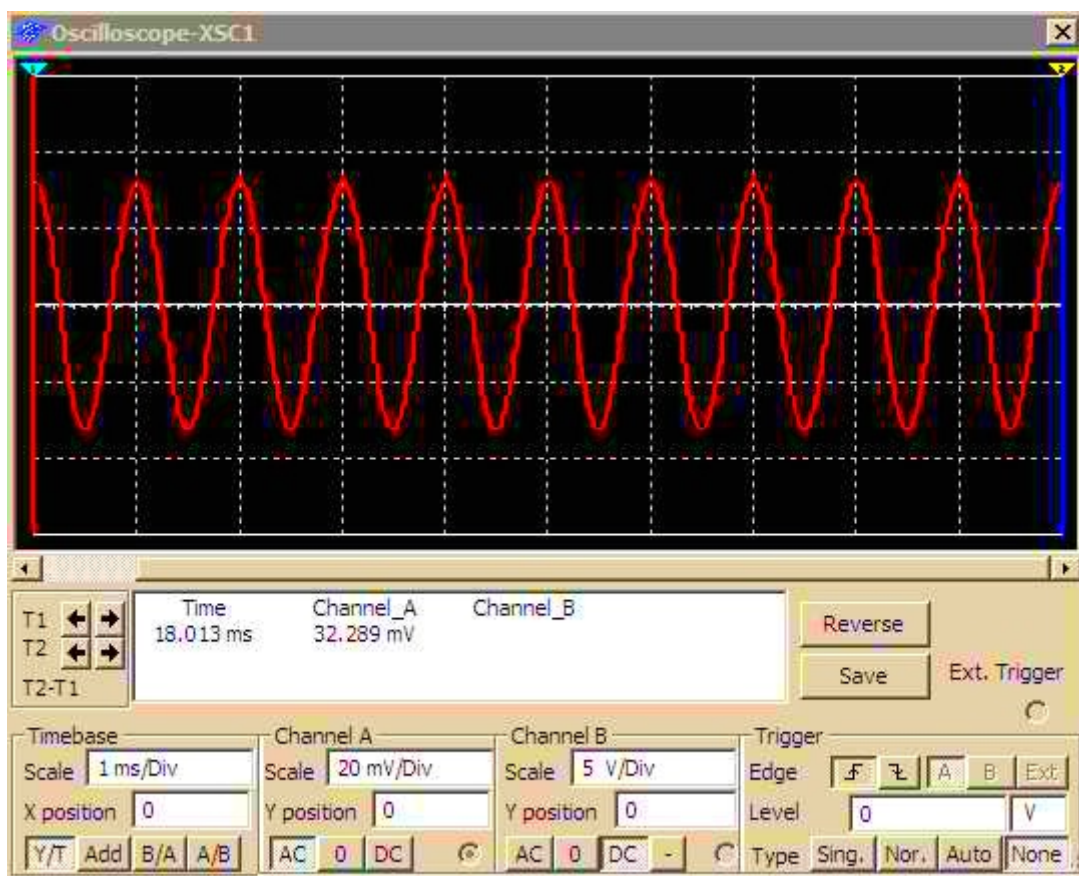 Oscilloscope-XSC1
1 2
Time Channel_A Channel_B
T1 18.013 ms 32.289 mV
T2
T2-T1
Reverse
Save
Ext. Trigger
Timebase
Scale 1 ms/Div
X position 0
Y/T Add B/A A/B
Channel A
Scale 20 mV/Div
Y position 0
AC 0 DC
Channel B
Scale 5 V/Div
Y position 0
AC 0 DC -
Trigger
Edge A B Ext
Level 0 V
Type Sing. Nor. Auto None